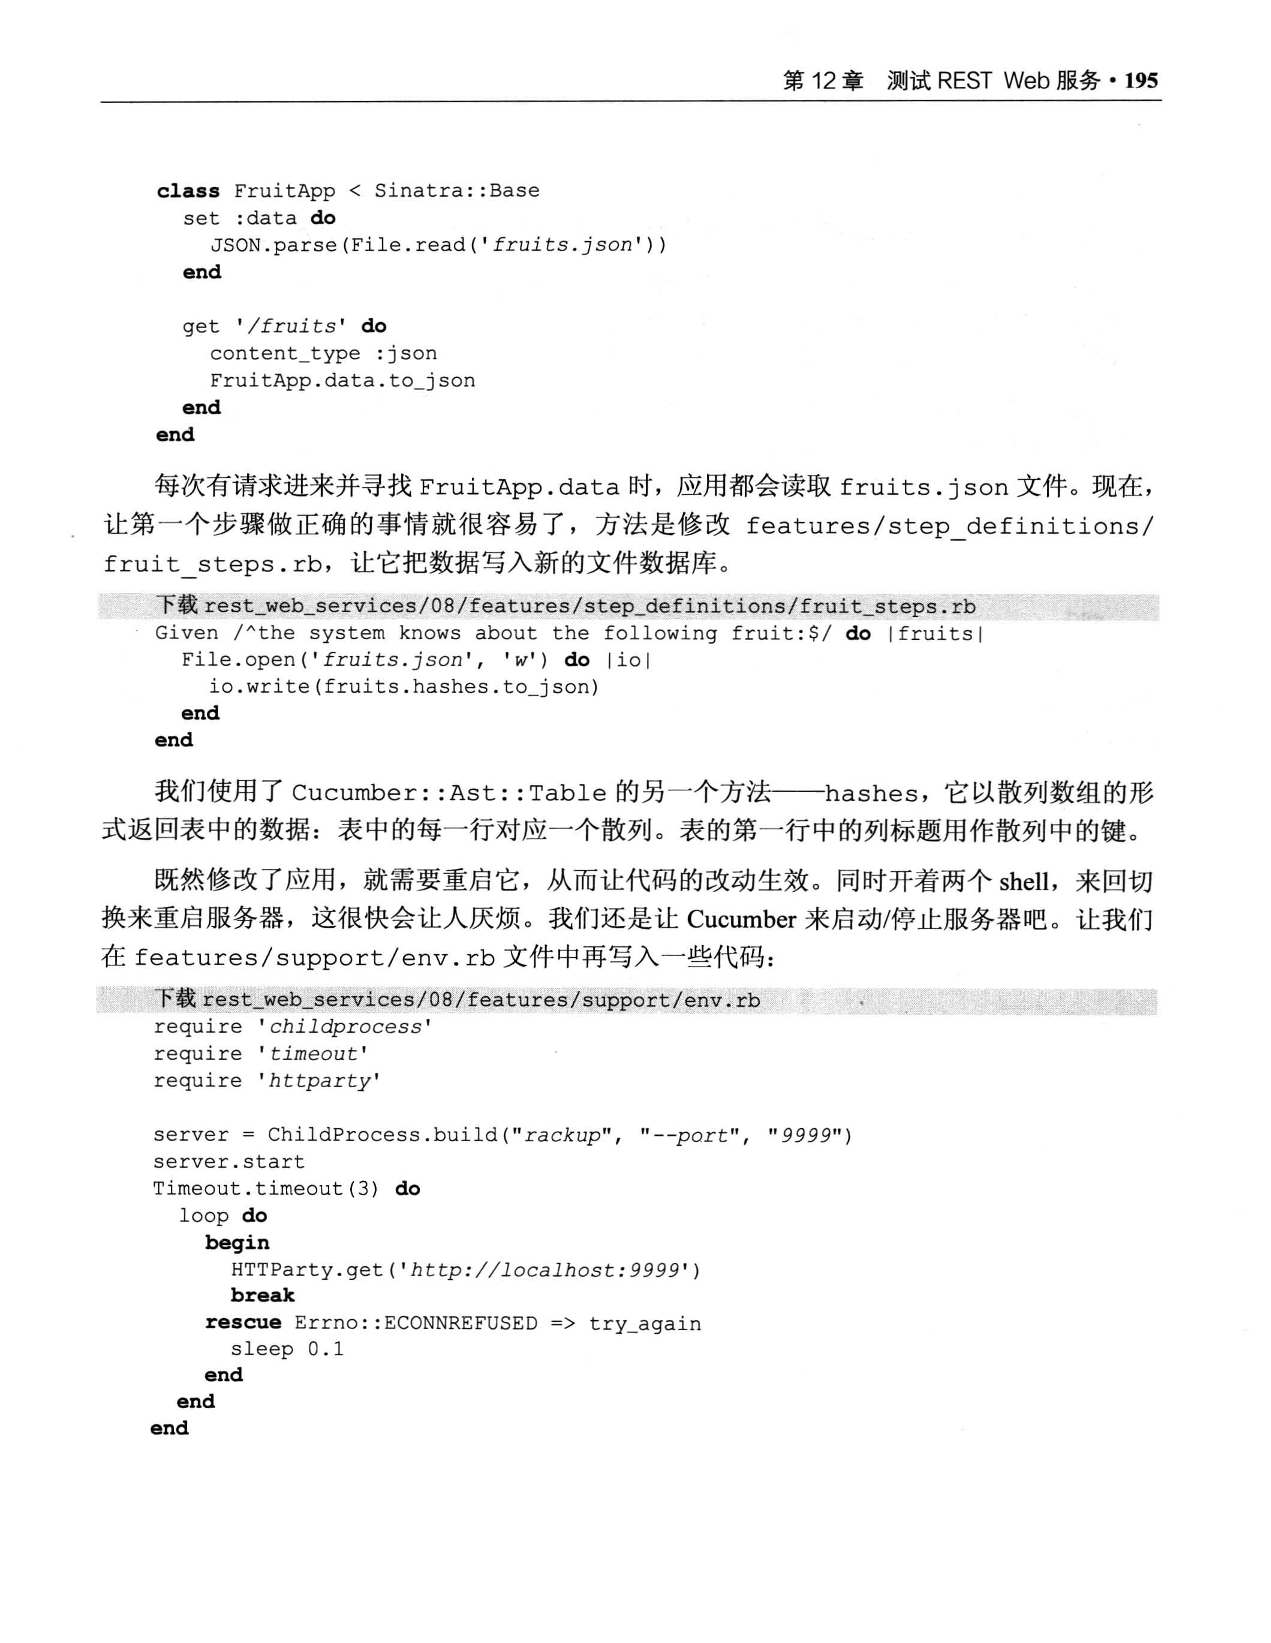 第 12 章　测试 REST Web 服务 • 195
class FruitApp < Sinatra::Base
  set :data do
    JSON.parse(File.read('fruits.json'))
  end

  get '/fruits' do
    content_type :json
    FruitApp.data.to_json
  end
end
每次有请求进来并寻找 FruitApp.data 时，应用都会读取 fruits.json 文件。现在，
让第一个步骤做正确的事情就很容易了，方法是修改 features/step_definitions/
fruit_steps.rb，让它把数据写入新的文件数据库。
下载 rest_web_services/08/features/step_definitions/fruit_steps.rb
Given /^the system knows about the following fruit:$/ do |fruits|
  File.open('fruits.json', 'w') do |io|
    io.write(fruits.hashes.to_json)
  end
end
我们使用了 Cucumber::Ast::Table 的另一个方法——hashes，它以散列数组的形
式返回表中的数据：表中的每一行对应一个散列。表的第一行中的列标题用作散列中的键。
既然修改了应用，就需要重启它，从而让代码的改动生效。同时开着两个 shell，来回切
换来重启服务器，这很快会让人厌烦。我们还是让 Cucumber 来启动/停止服务器吧。让我们
在 features/support/env.rb 文件中再写入一些代码：
下载 rest_web_services/08/features/support/env.rb
require 'childprocess'
require 'timeout'
require 'httparty'

server = ChildProcess.build("rackup", "--port", "9999")
server.start
Timeout.timeout(3) do
  loop do
    begin
      HTTParty.get('http://localhost:9999')
      break
    rescue Errno::ECONNREFUSED => try_again
      sleep 0.1
    end
  end
end